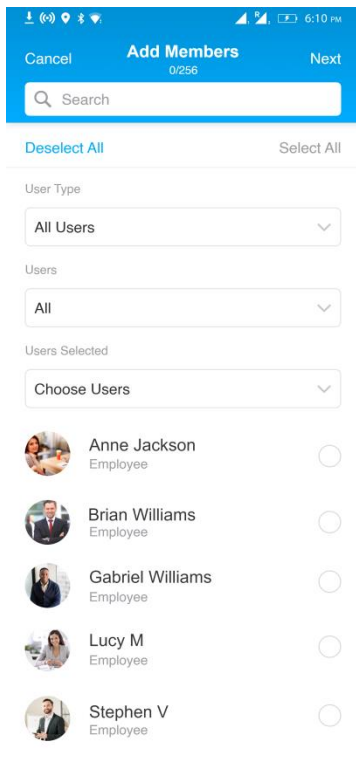 R
6:10 PM
Cancel
Add Members
Next
0/256
Search
Deselect All
Select All
User Type
All Users
Users
All
Users Selected
Choose Users
Anne Jackson
Employee
Brian Williams
Employee
Gabriel Williams
Employee
Lucy M
Employee
Stephen V
Employee